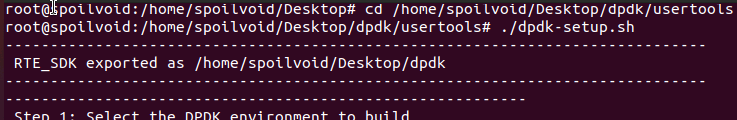 root@spoilvoid:/home/spoilvoid/Desktop# cd /home/spoilvoid/Desktop/dpdk/usertools
root@spoilvoid:/home/spoilvoid/Desktop/dpdk/usertools# ./dpdk-setup.sh
------------------------------------------------------------------------------
 RTE_SDK exported as /home/spoilvoid/Desktop/dpdk
------------------------------------------------------------------------------
----------------------------------------------------------
 Step 1: Select the DPDK environment to build